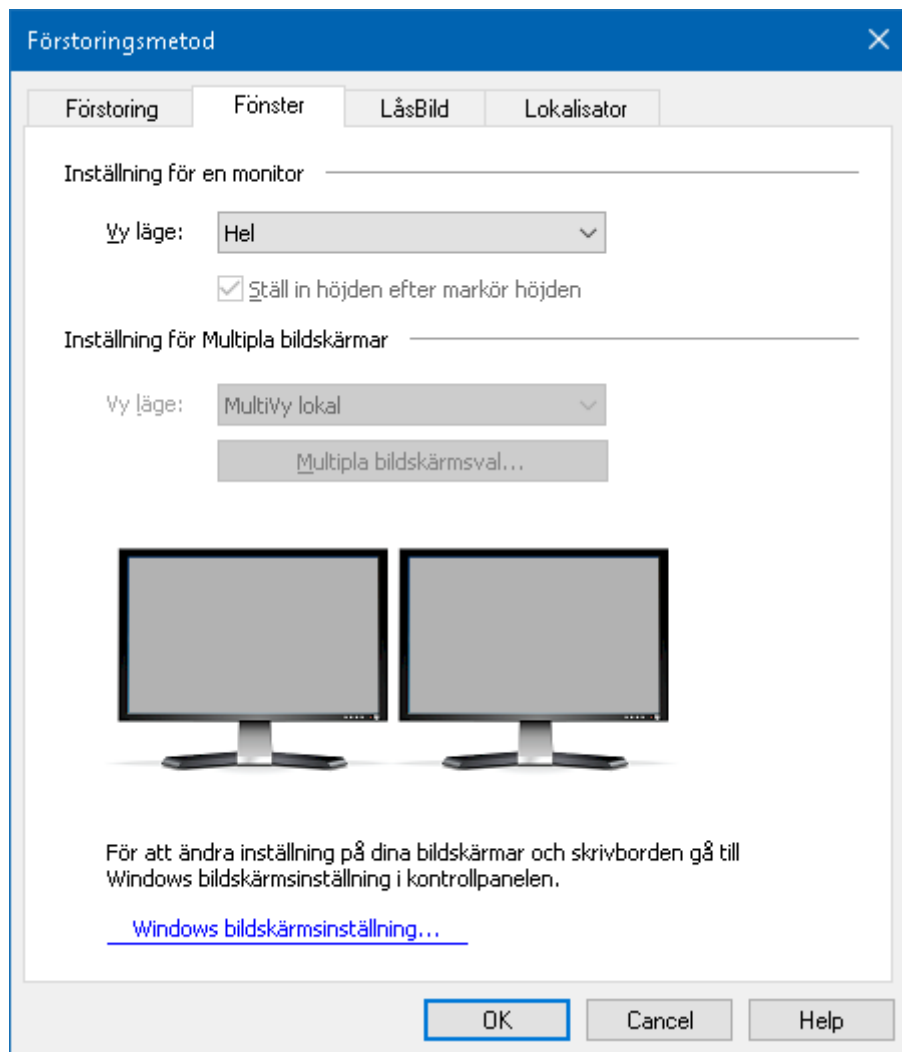 Förstoringsmetod
Förstoring Fönster LåsBild Lokalisator
Inställning för en monitor
Vy läge: Hel
Ställ in höjden efter markör höjden
Inställning för Multipla bildskärmar
Vy läge: MultiVy lokal
Multipla bildskärmsval...
För att ändra inställning på dina bildskärmar och skrivborden gå till
Windows bildskärmsinställning i kontrollpanelen.
Windows bildskärmsinställning...
OK Cancel Help